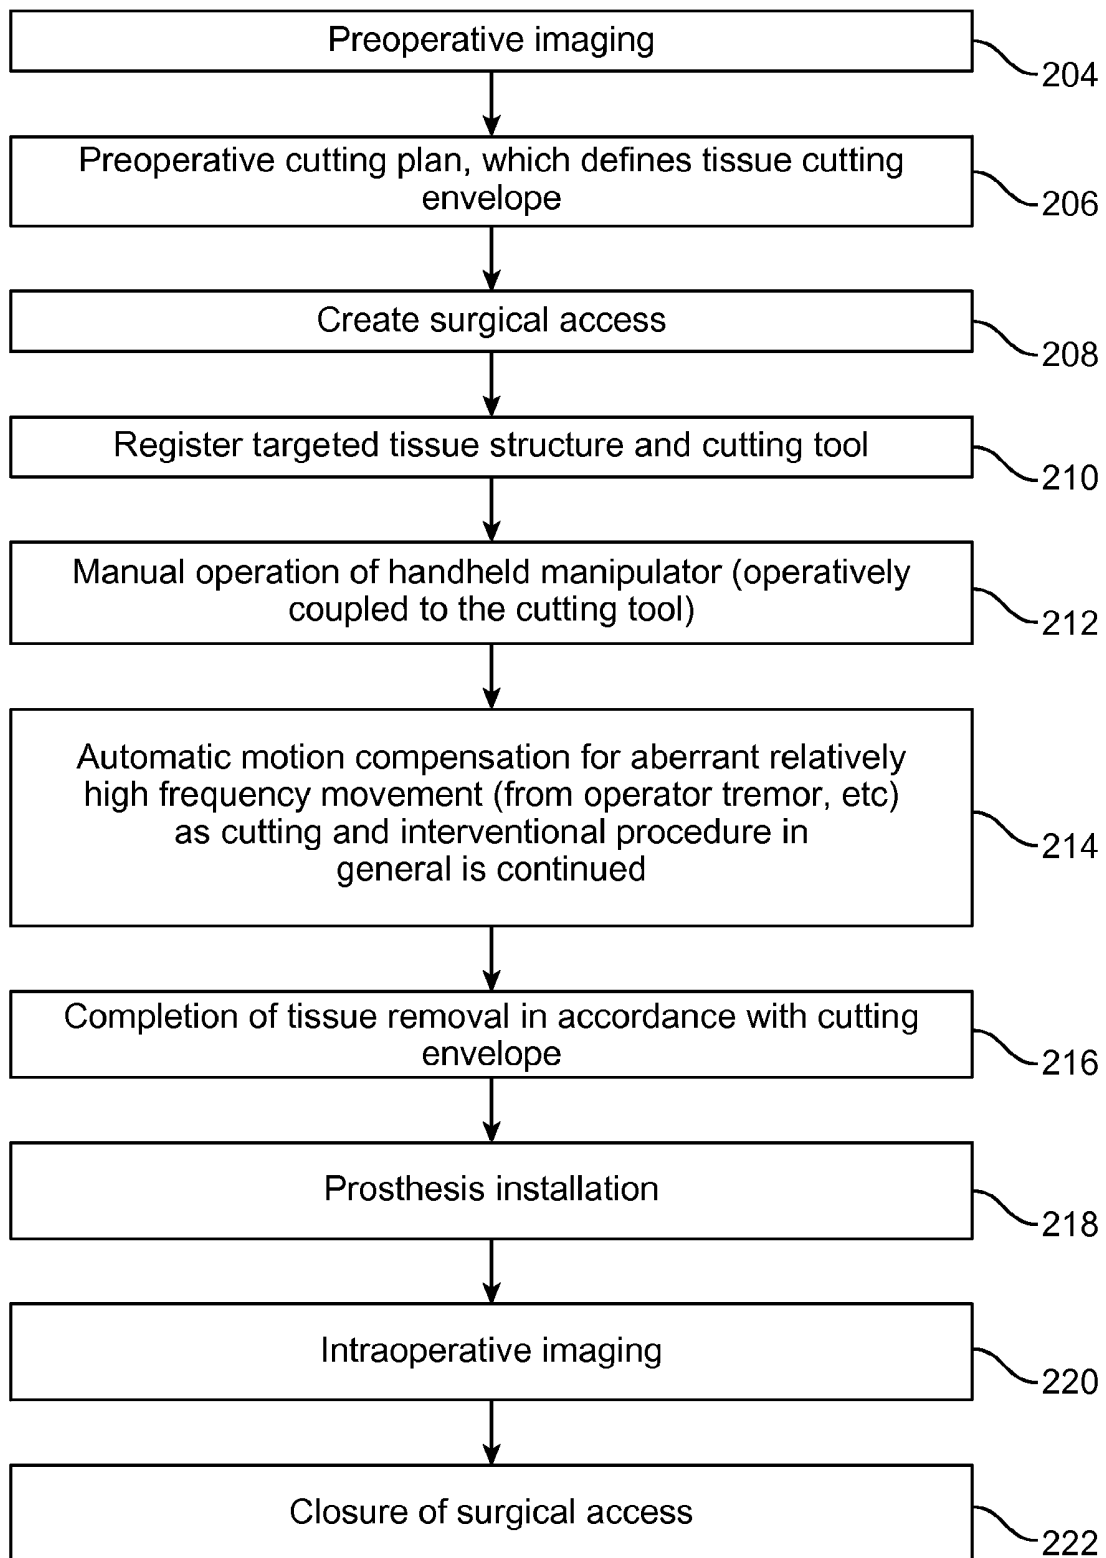 Preoperative imaging
204
Preoperative cutting plan, which defines tissue cutting
envelope
206
Create surgical access
208
Register targeted tissue structure and cutting tool
210
Manual operation of handheld manipulator (operatively
coupled to the cutting tool)
212
Automatic motion compensation for aberrant relatively
high frequency movement (from operator tremor, etc)
as cutting and interventional procedure in
general is continued
214
Completion of tissue removal in accordance with cutting
envelope
216
Prosthesis installation
218
Intraoperative imaging
220
Closure of surgical access
222